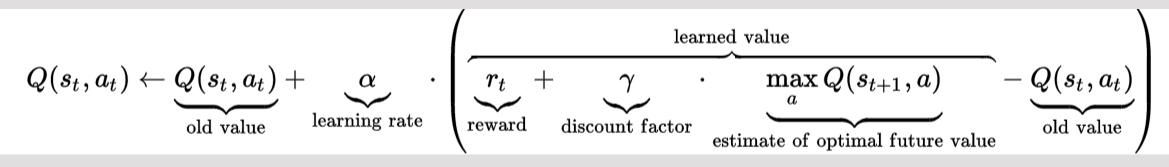 learned value
Q(s_t, a_t) ← Q(s_t, a_t) + α · ( r_t + γ · max_a Q(s_{t+1}, a) − Q(s_t, a_t) )
old value learning rate reward discount factor estimate of optimal future value old value